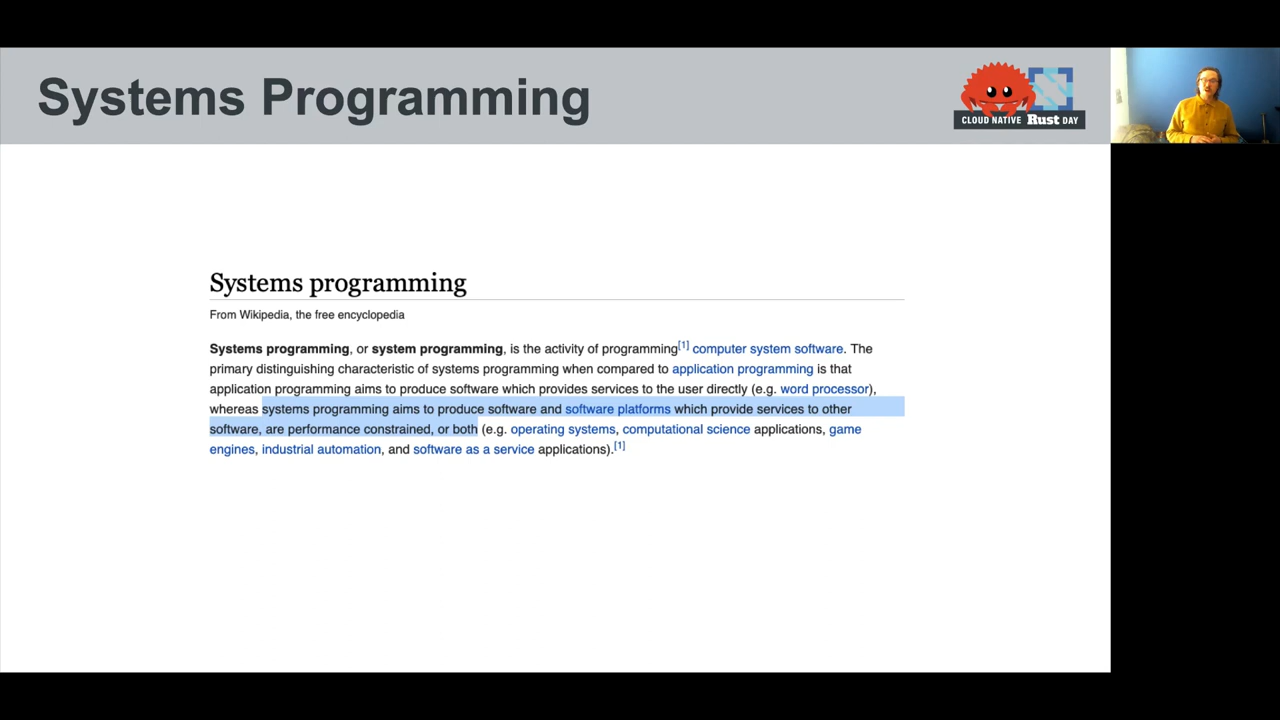 Systems Programming
CLOUD NATIVE Rust DAY
Systems programming
From Wikipedia, the free encyclopedia
Systems programming, or system programming, is the activity of programming[1] computer system software. The
primary distinguishing characteristic of systems programming when compared to application programming is that
application programming aims to produce software which provides services to the user directly (e.g. word processor),
whereas systems programming aims to produce software and software platforms which provide services to other
software, are performance constrained, or both (e.g. operating systems, computational science applications, game
engines, industrial automation, and software as a service applications).[1]